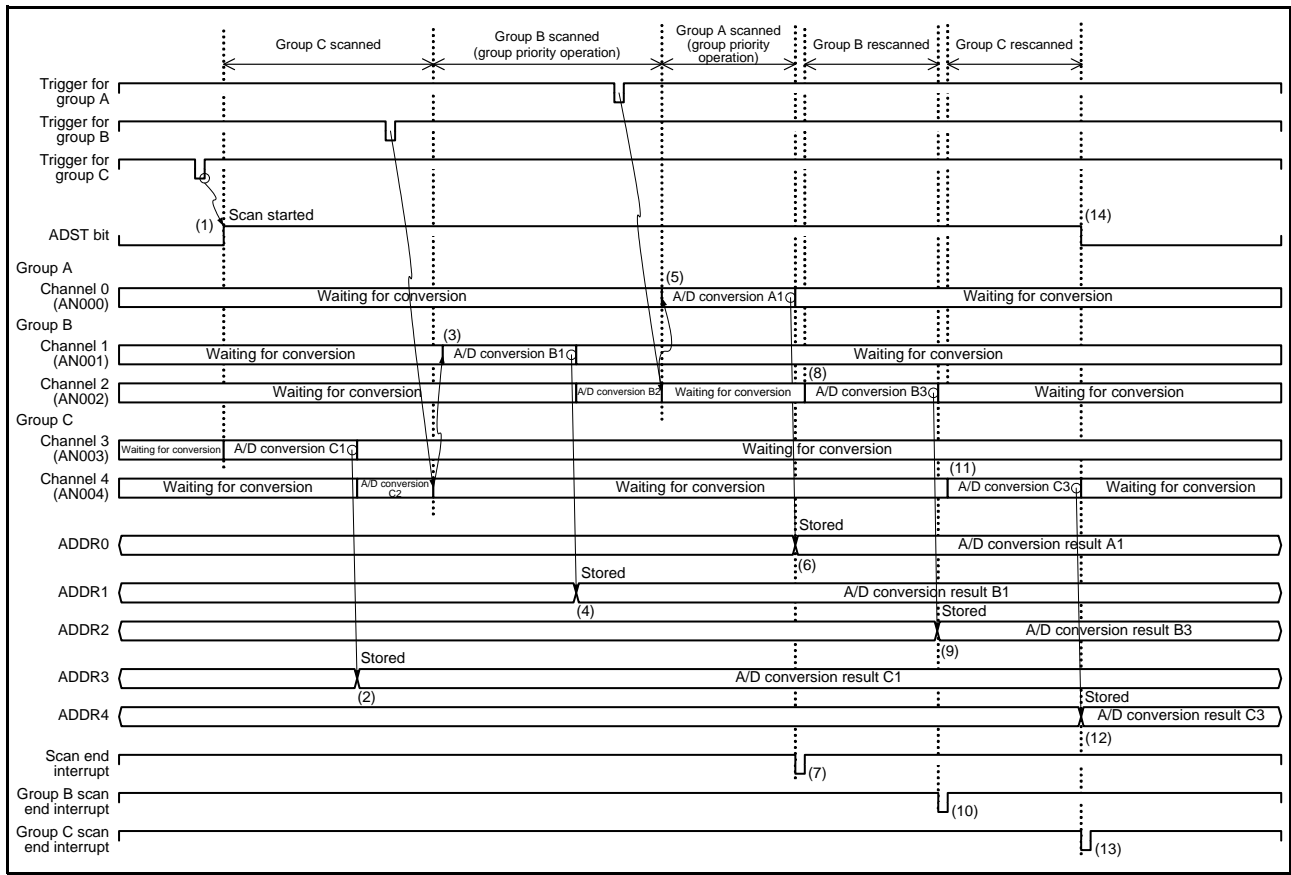 Group C scanned
Group B scanned
(group priority operation)
Group A scanned
(group priority
operation)
Group B rescanned
Group C rescanned
Trigger for
group A
Trigger for
group B
Trigger for
group C
ADST bit
(1)
Scan started
(14)
Group A
Channel 0
(AN000)
Waiting for conversion
(5)
A/D conversion A1
Waiting for conversion
Group B
Channel 1
(AN001)
Waiting for conversion
(3)
A/D conversion B1
Waiting for conversion
Channel 2
(AN002)
Waiting for conversion
A/D conversion B2
Waiting for conversion
(8)
A/D conversion B3
Waiting for conversion
Group C
Channel 3
(AN003)
Waiting for conversion
A/D conversion C1
Waiting for conversion
Channel 4
(AN004)
Waiting for conversion
A/D conversion
C2
Waiting for conversion
(11)
A/D conversion C3
Waiting for conversion
ADDR0
Stored
(6)
A/D conversion result A1
ADDR1
Stored
(4)
A/D conversion result B1
ADDR2
Stored
(9)
A/D conversion result B3
ADDR3
Stored
(2)
A/D conversion result C1
ADDR4
Stored
(12)
A/D conversion result C3
Scan end
interrupt
(7)
Group B scan
end interrupt
(10)
Group C scan
end interrupt
(13)